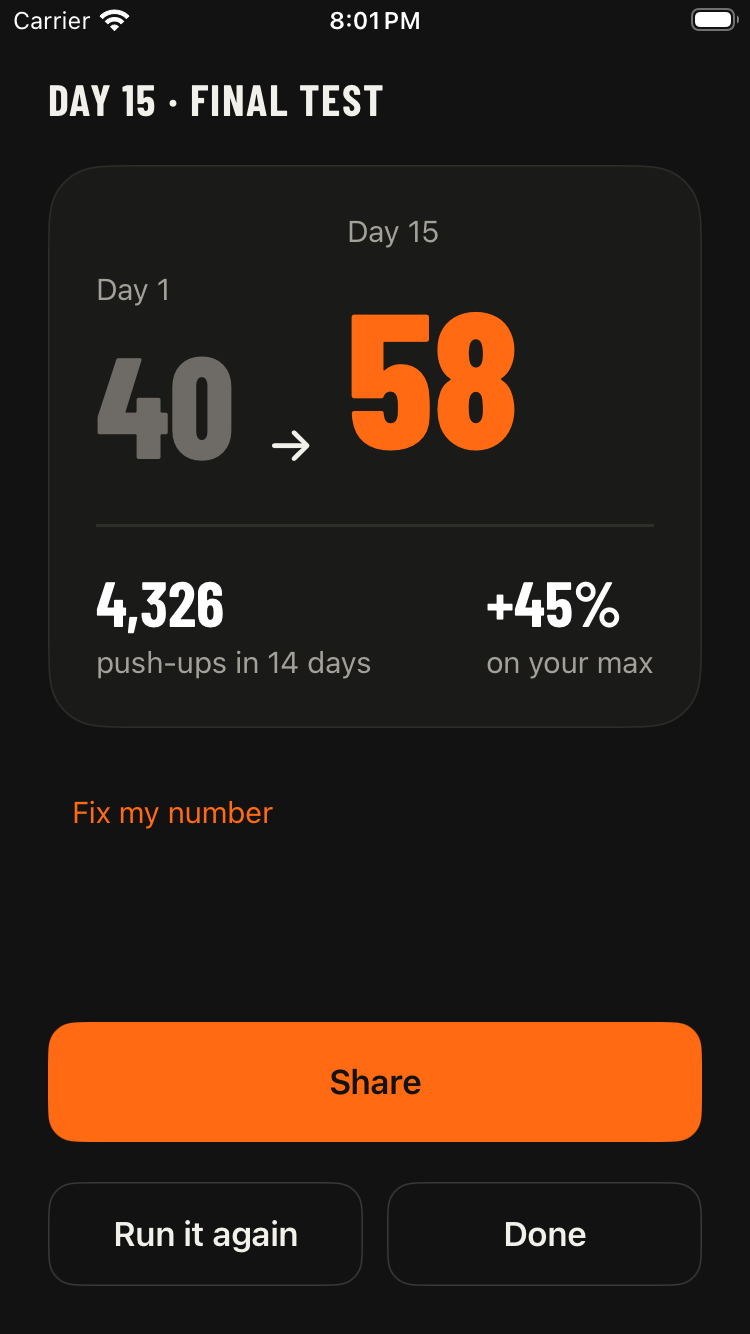 Carrier 8:01 PM
DAY 15 · FINAL TEST
Day 15
Day 1
40 → 58
4,326 +45%
push-ups in 14 days on your max
Fix my number
Share
Run it again Done